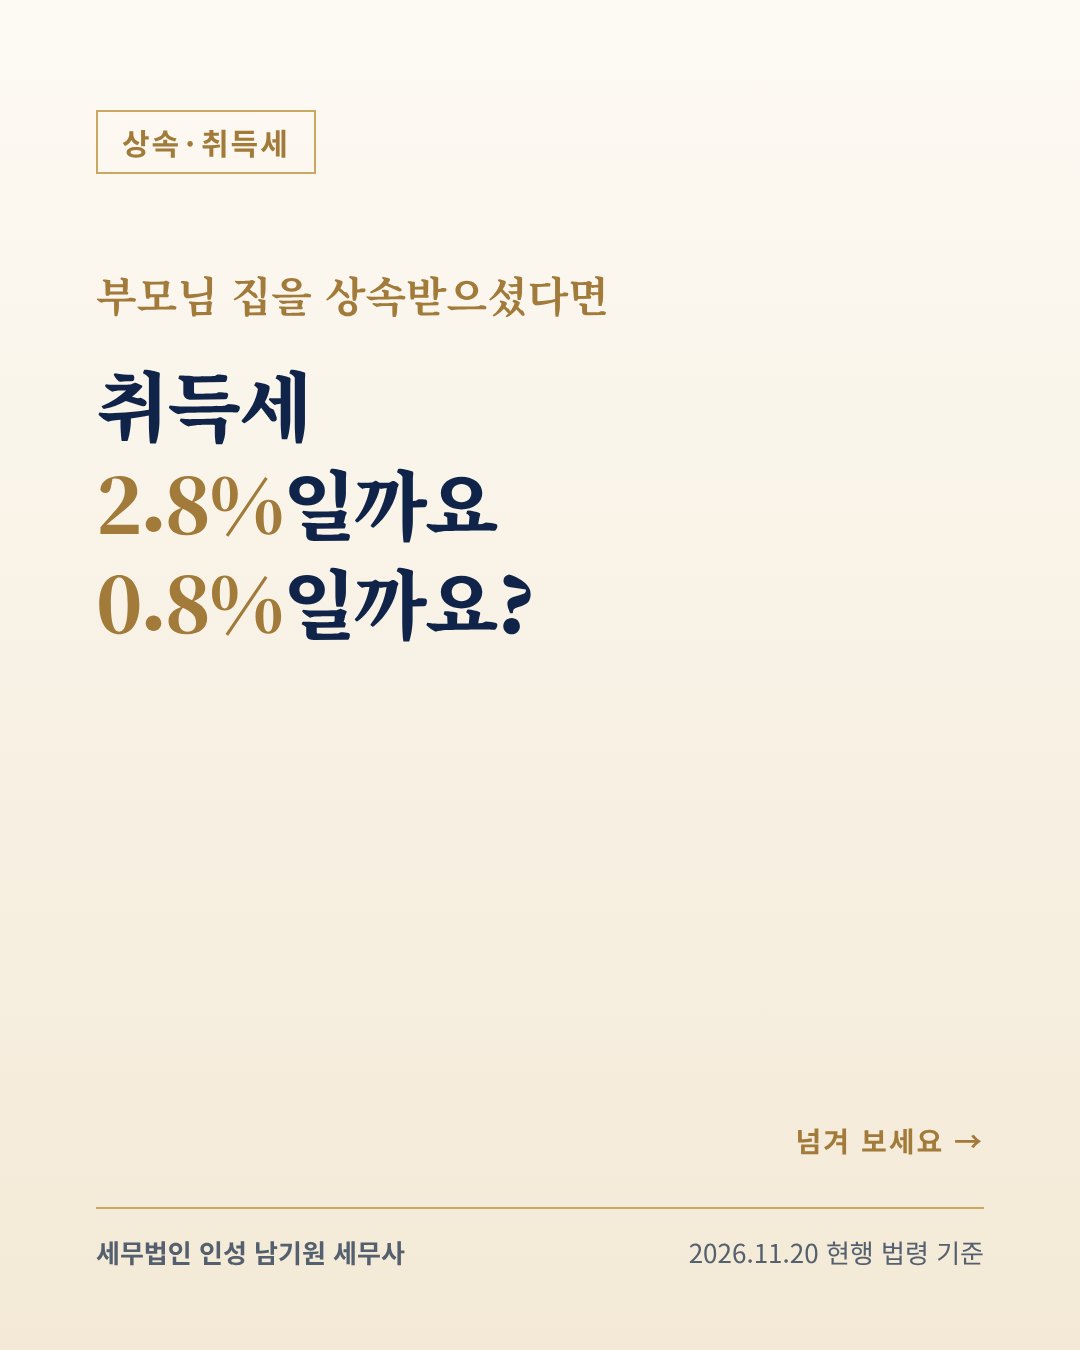 상속·취득세
부모님 집을 상속받으셨다면
취득세
2.8%일까요
0.8%일까요?
넘겨 보세요 →
세무법인 인성 남기원 세무사
2026.11.20 현행 법령 기준